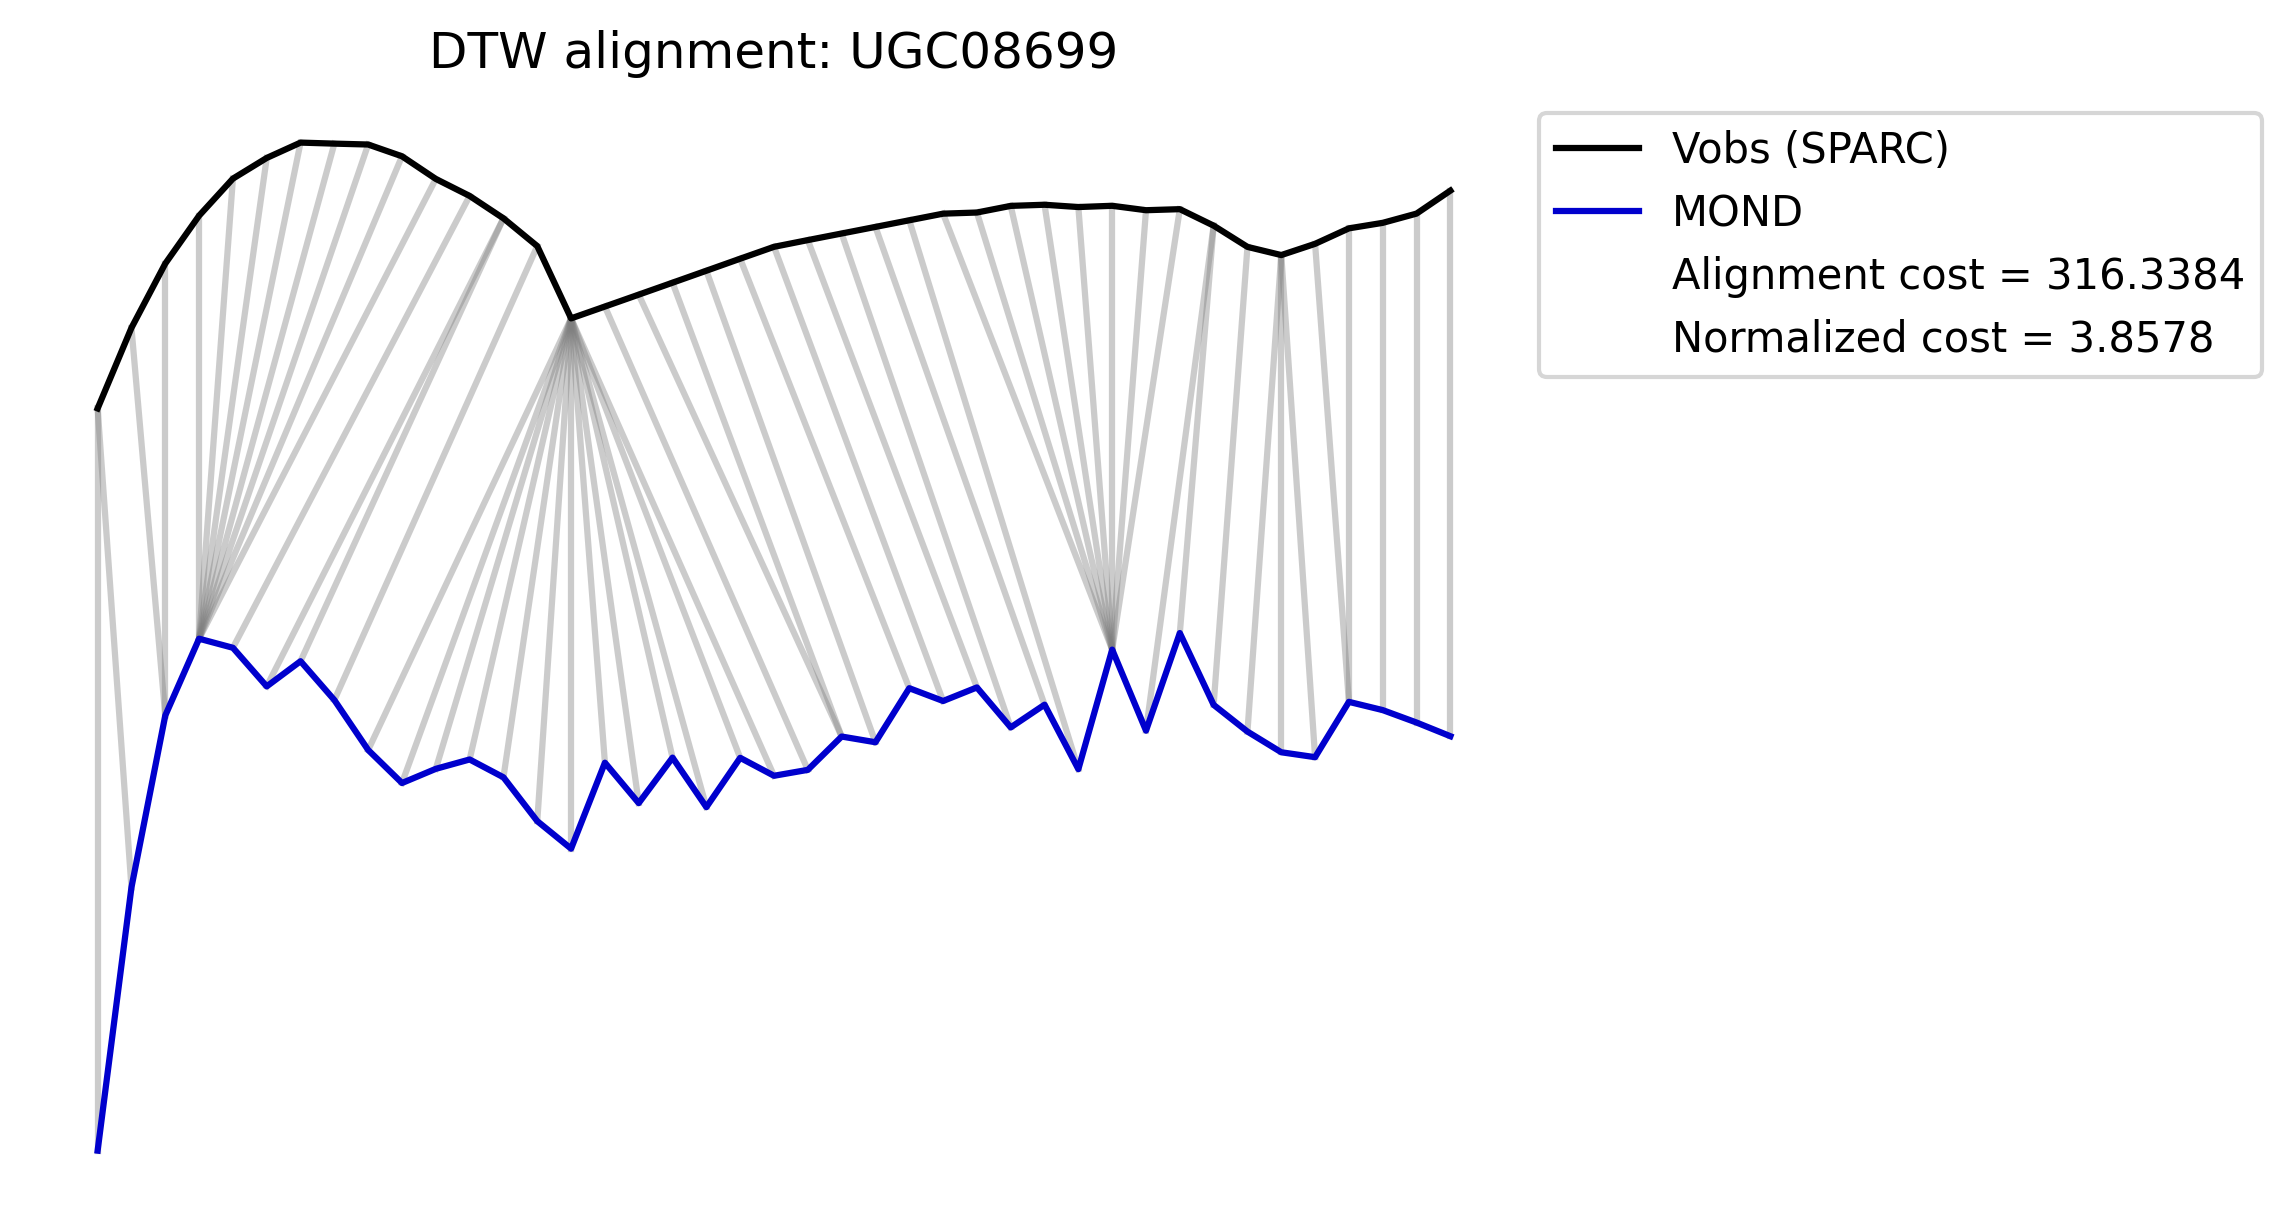 DTW alignment: UGC08699
Vobs (SPARC)
MOND
Alignment cost = 316.3384
Normalized cost = 3.8578